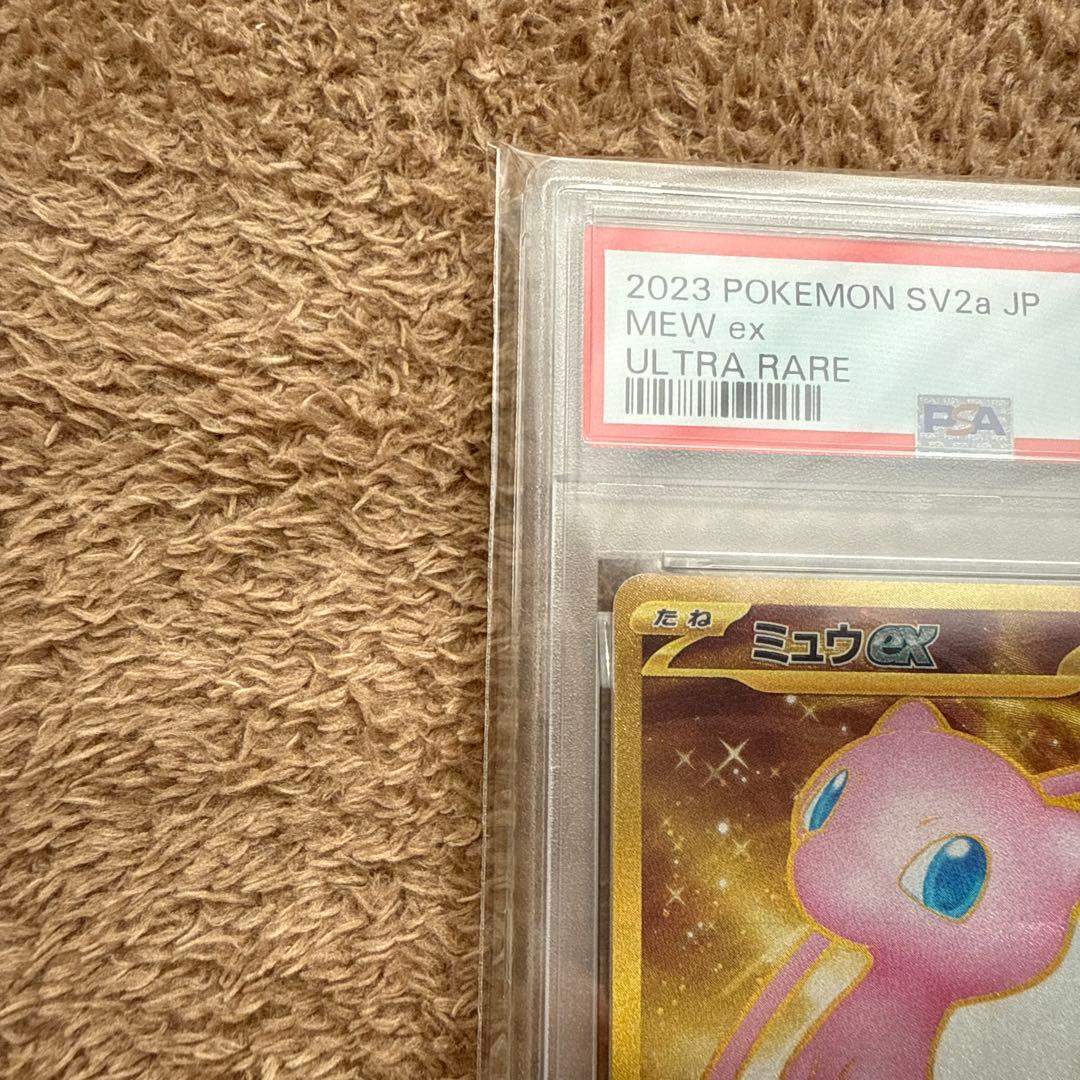 2023 POKEMON SV2a JP
MEW ex
ULTRA RARE
PSA
たね
ミュウex